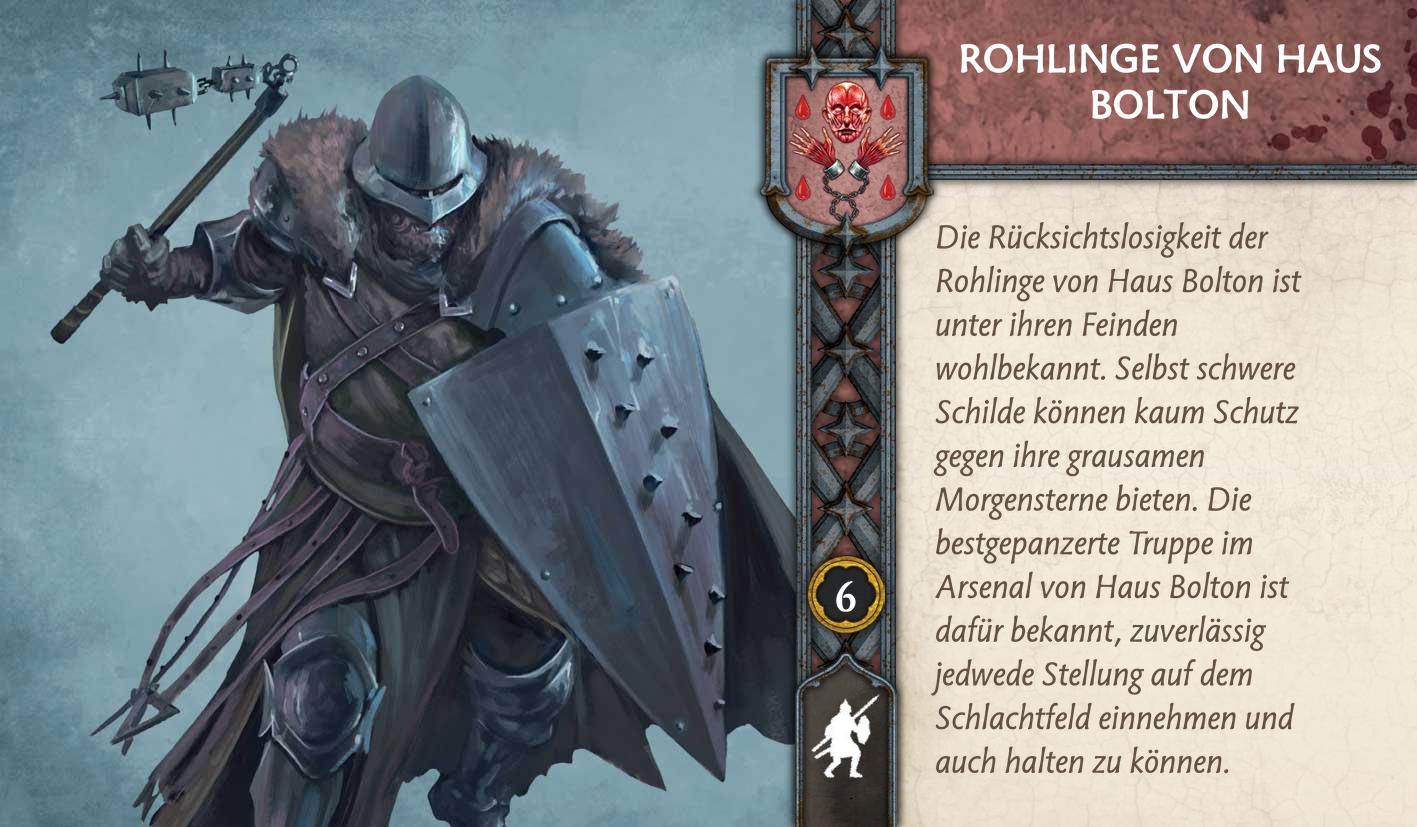 ROHLINGE VON HAUS
BOLTON
Die Rücksichtslosigkeit der
Rohlinge von Haus Bolton ist
unter ihren Feinden
wohlbekannt. Selbst schwere
Schilde können kaum Schutz
gegen ihre grausamen
Morgensterne bieten. Die
bestgepanzerte Truppe im
Arsenal von Haus Bolton ist
dafür bekannt, zuverlässig
jedwede Stellung auf dem
Schlachtfeld einnehmen und
auch halten zu können.
6